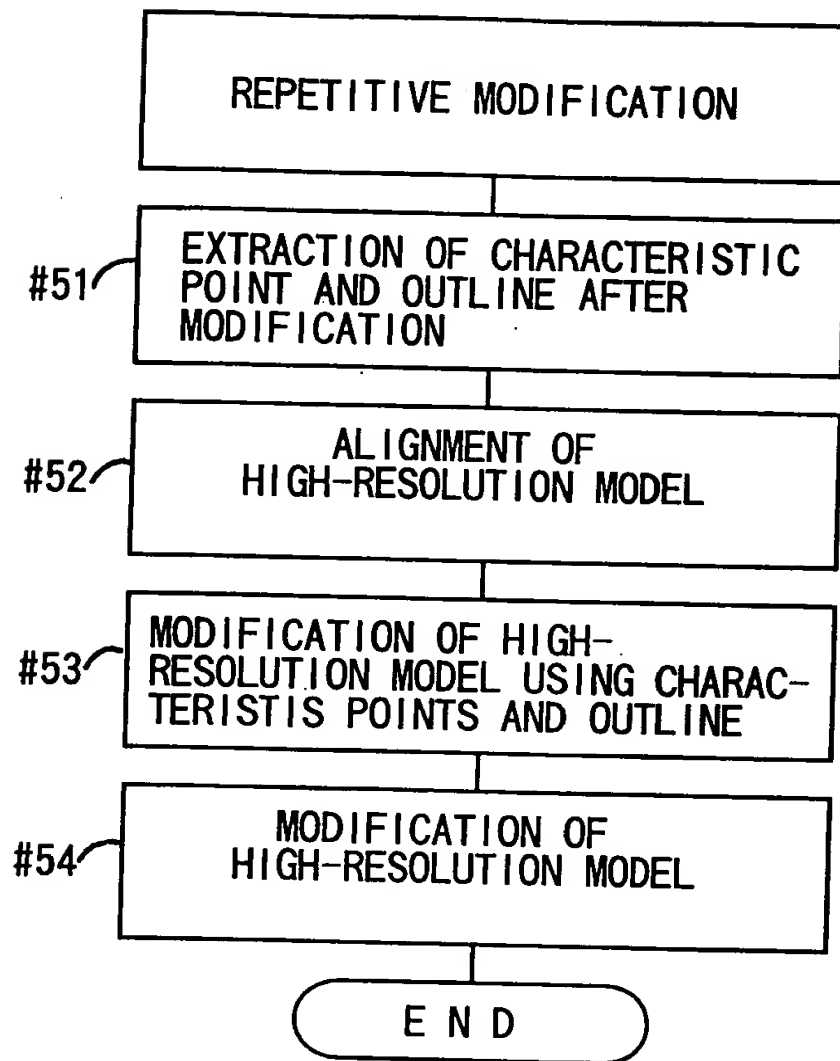 REPETITIVE MODIFICATION
#51
EXTRACTION OF CHARACTERISTIC
POINT AND OUTLINE AFTER
MODIFICATION
#52
ALIGNMENT OF
HIGH-RESOLUTION MODEL
#53
MODIFICATION OF HIGH-
RESOLUTION MODEL USING CHARAC-
TERISTIS POINTS AND OUTLINE
#54
MODIFICATION OF
HIGH-RESOLUTION MODEL
END